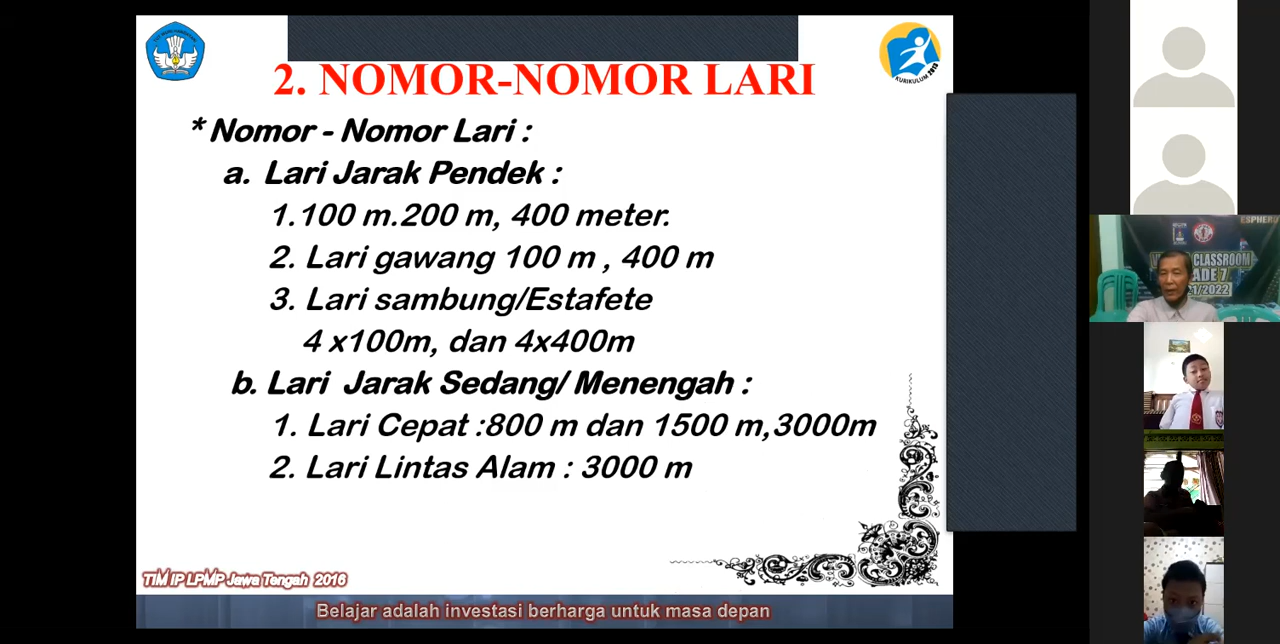 2. NOMOR-NOMOR LARI
* Nomor - Nomor Lari :
a. Lari Jarak Pendek :
1.100 m.200 m, 400 meter.
2. Lari gawang 100 m , 400 m
3. Lari sambung/Estafete
4 x100m, dan 4x400m
b. Lari Jarak Sedang/ Menengah :
1. Lari Cepat :800 m dan 1500 m,3000m
2. Lari Lintas Alam : 3000 m
TIM IP LPMP Jawa Tengah 2016
Belajar adalah investasi berharga untuk masa depan
KURIKULUM 2013
CLASSROOM